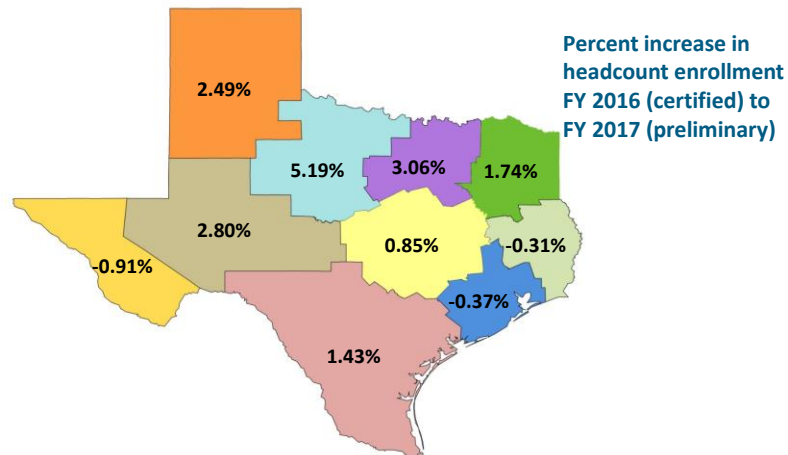 Percent increase in
headcount enrollment
FY 2016 (certified) to
FY 2017 (preliminary)
2.49%
5.19%
3.06%
1.74%
2.80%
0.85%
-0.31%
-0.91%
-0.37%
1.43%